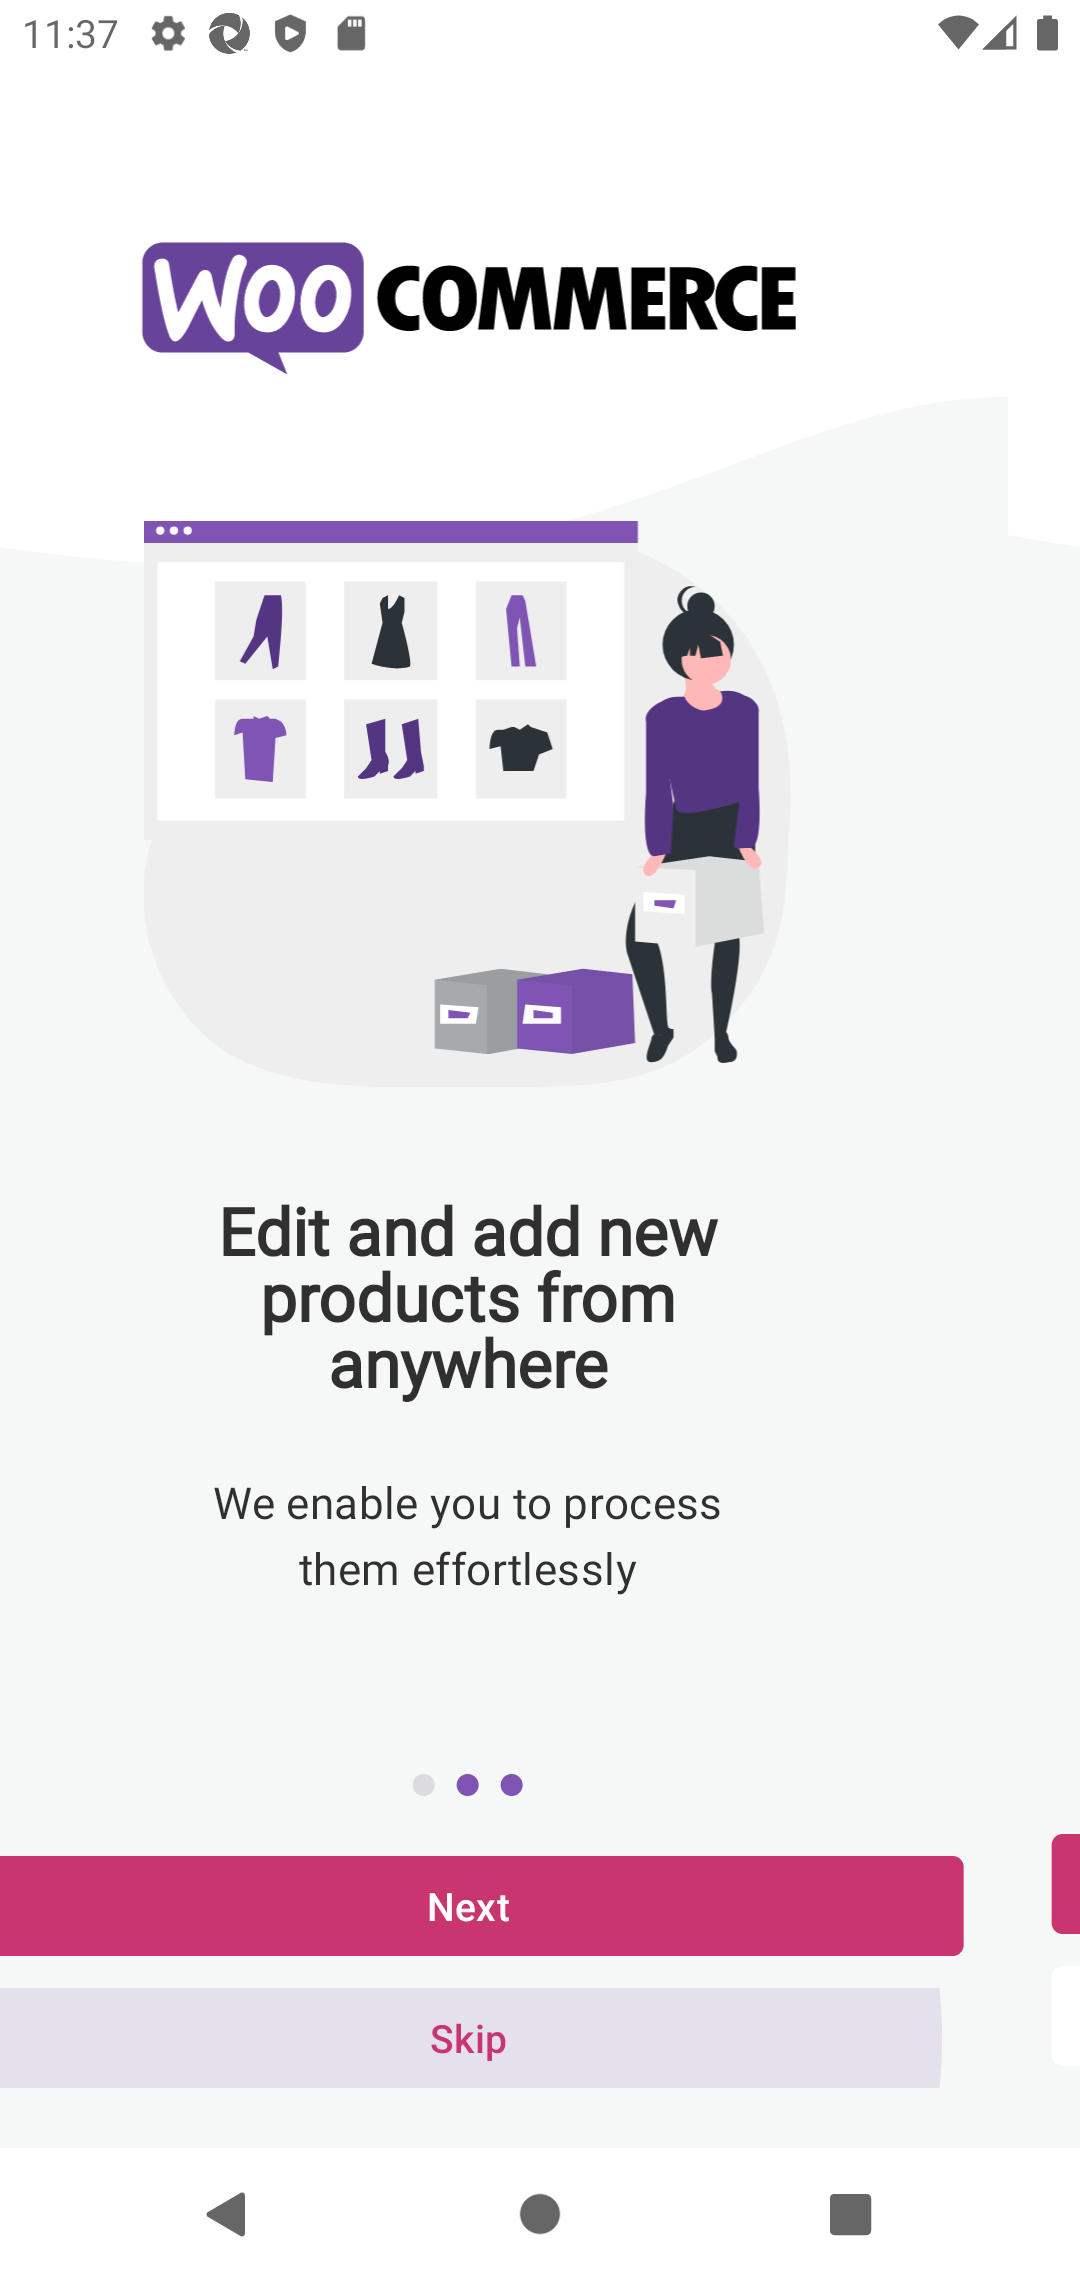 11:37
WOO COMMERCE
Edit and add new
products from
anywhere
We enable you to process
them effortlessly
Next
Skip